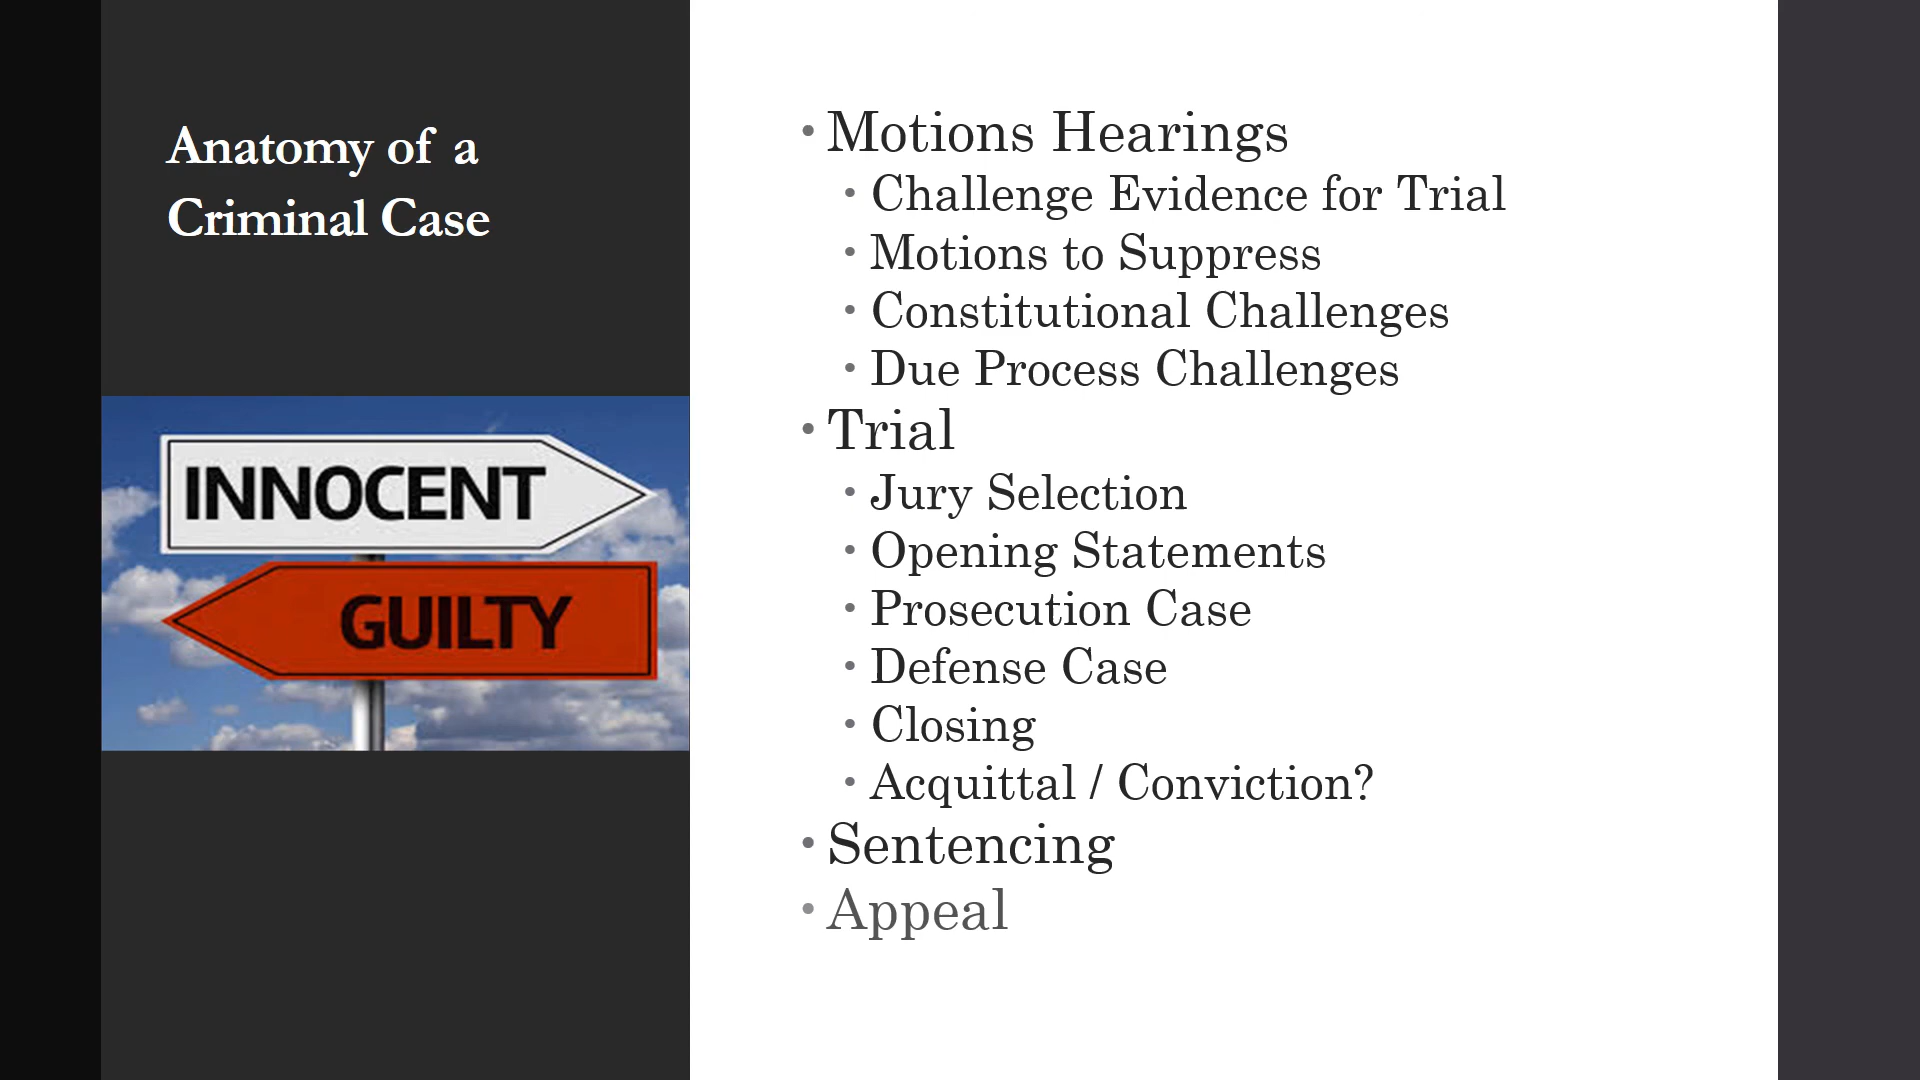 Anatomy of a
Criminal Case
INNOCENT
GUILTY
• Motions Hearings
• Challenge Evidence for Trial
• Motions to Suppress
• Constitutional Challenges
• Due Process Challenges
• Trial
• Jury Selection
• Opening Statements
• Prosecution Case
• Defense Case
• Closing
• Acquittal / Conviction?
• Sentencing
• Appeal